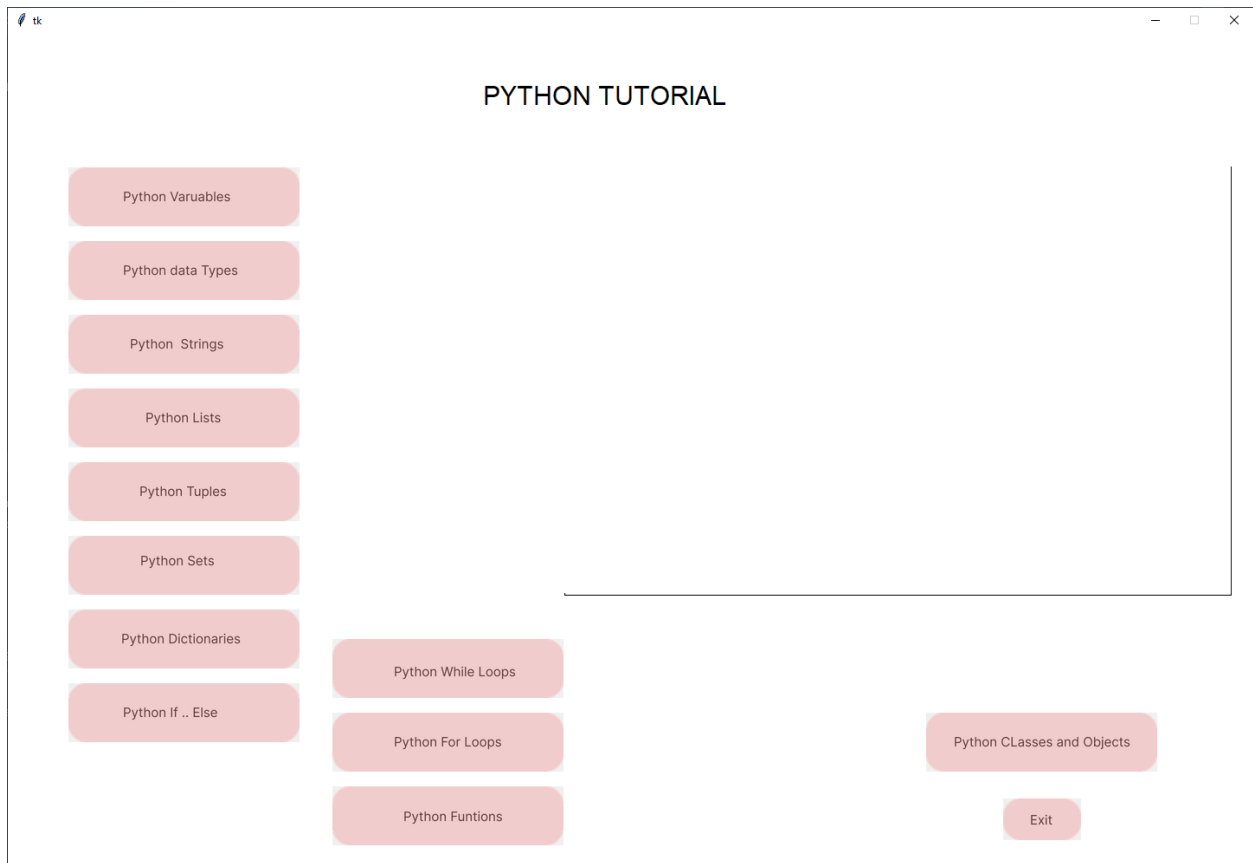 tk
PYTHON TUTORIAL
Python Varuables
Python data Types
Python  Strings
Python Lists
Python Tuples
Python Sets
Python Dictionaries
Python If .. Else
Python While Loops
Python For Loops
Python Funtions
Python CLasses and Objects
Exit